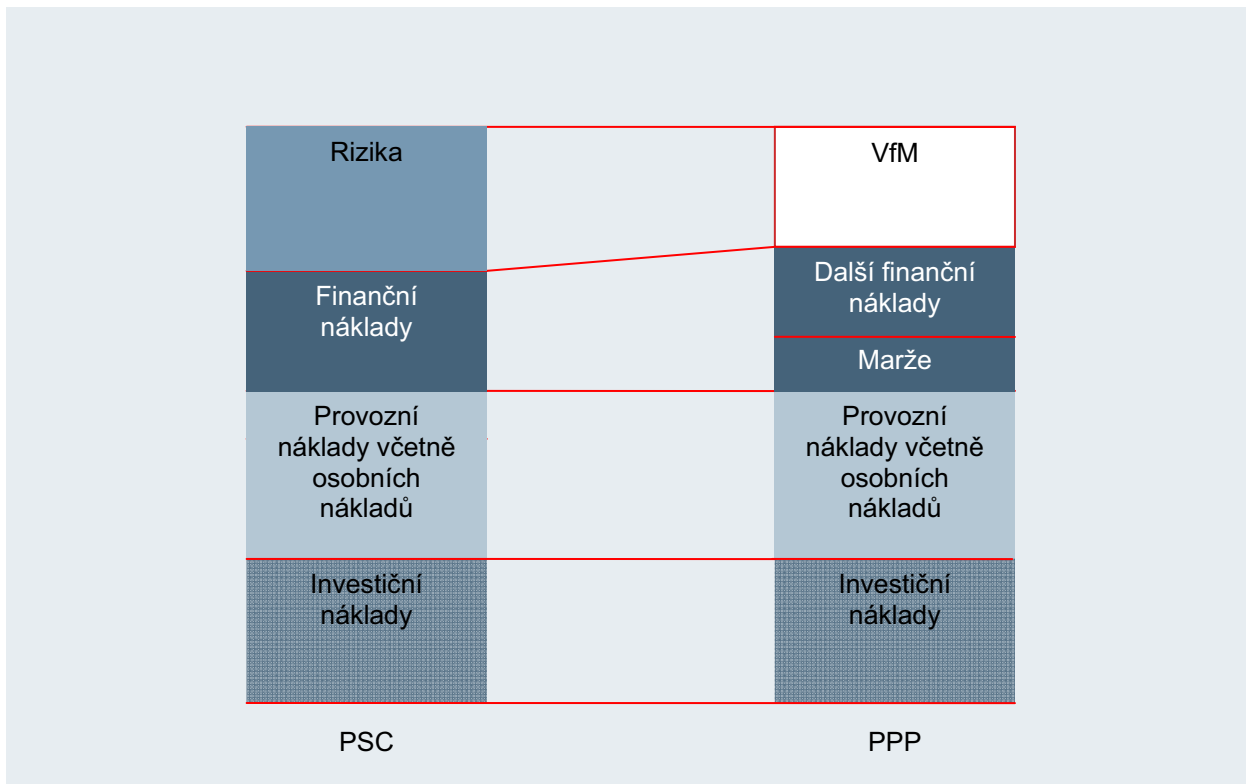 Rizika
Finanční
náklady
Provozní
náklady včetně
osobních
nákladů
Investiční
náklady
PSC
VfM
Další finanční
náklady
Marže
Provozní
náklady včetně
osobních
nákladů
Investiční
náklady
PPP